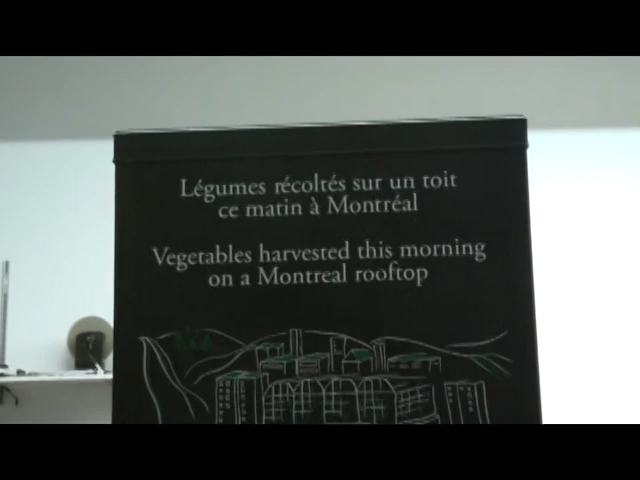 Légumes récoltés sur un toit
ce matin à Montréal
Vegetables harvested this morning
on a Montreal rooftop